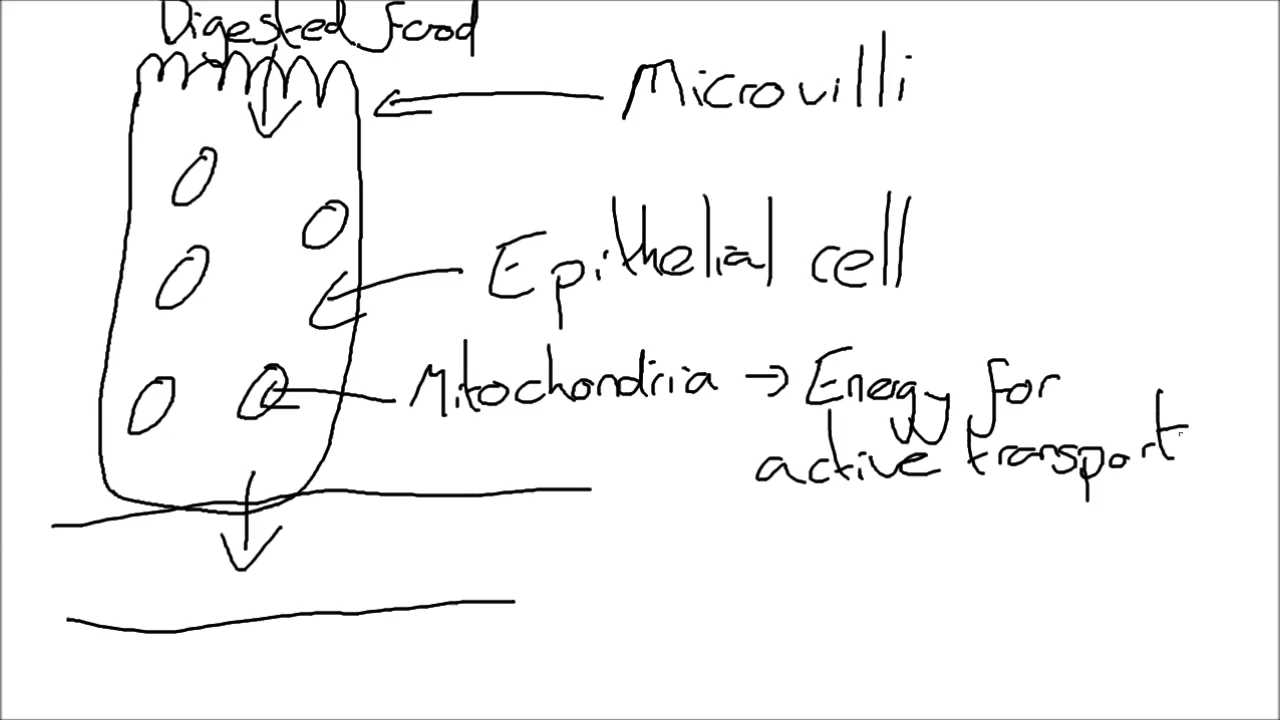 Digested food
Microvilli
Epithelial cell
Mitochondria → Energy for
active transport